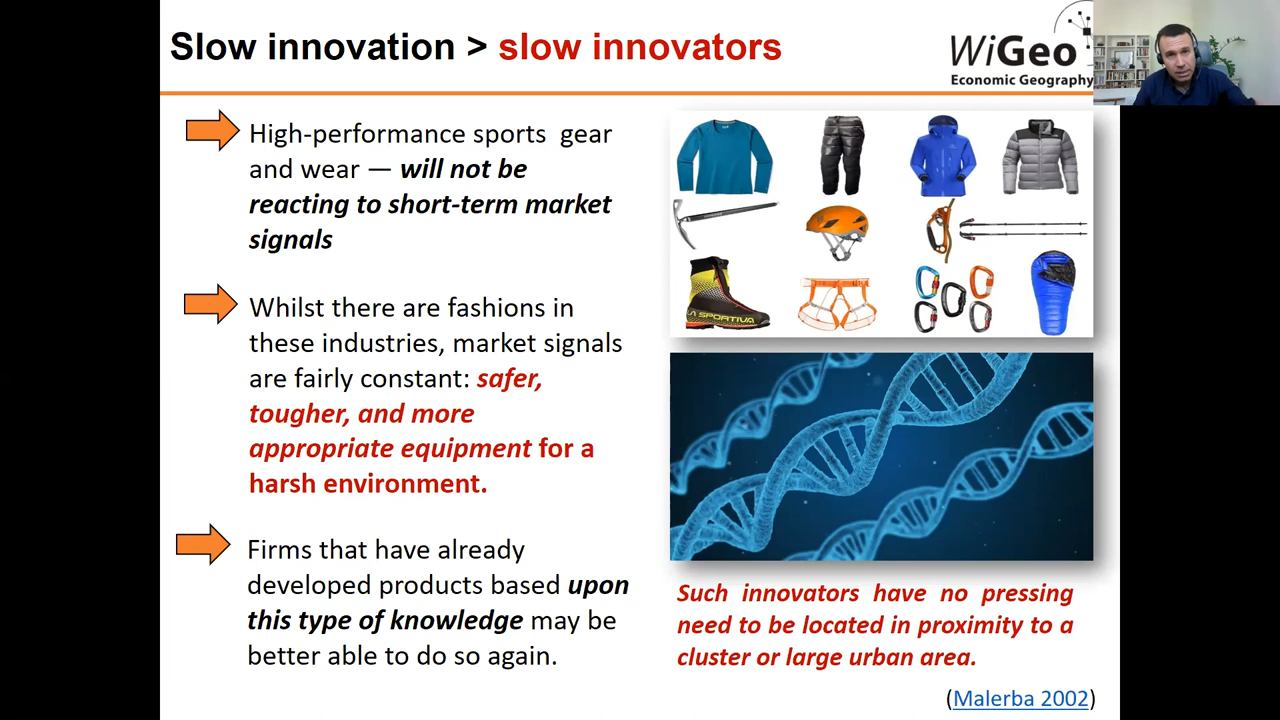 Slow innovation > slow innovators
WiGeo
Economic Geography
High-performance sports gear
and wear — will not be
reacting to short-term market
signals
Whilst there are fashions in
these industries, market signals
are fairly constant: safer,
tougher, and more
appropriate equipment for a
harsh environment.
Firms that have already
developed products based upon
this type of knowledge may be
better able to do so again.
LA SPORTIVA
Such innovators have no pressing
need to be located in proximity to a
cluster or large urban area.
(Malerba 2002)